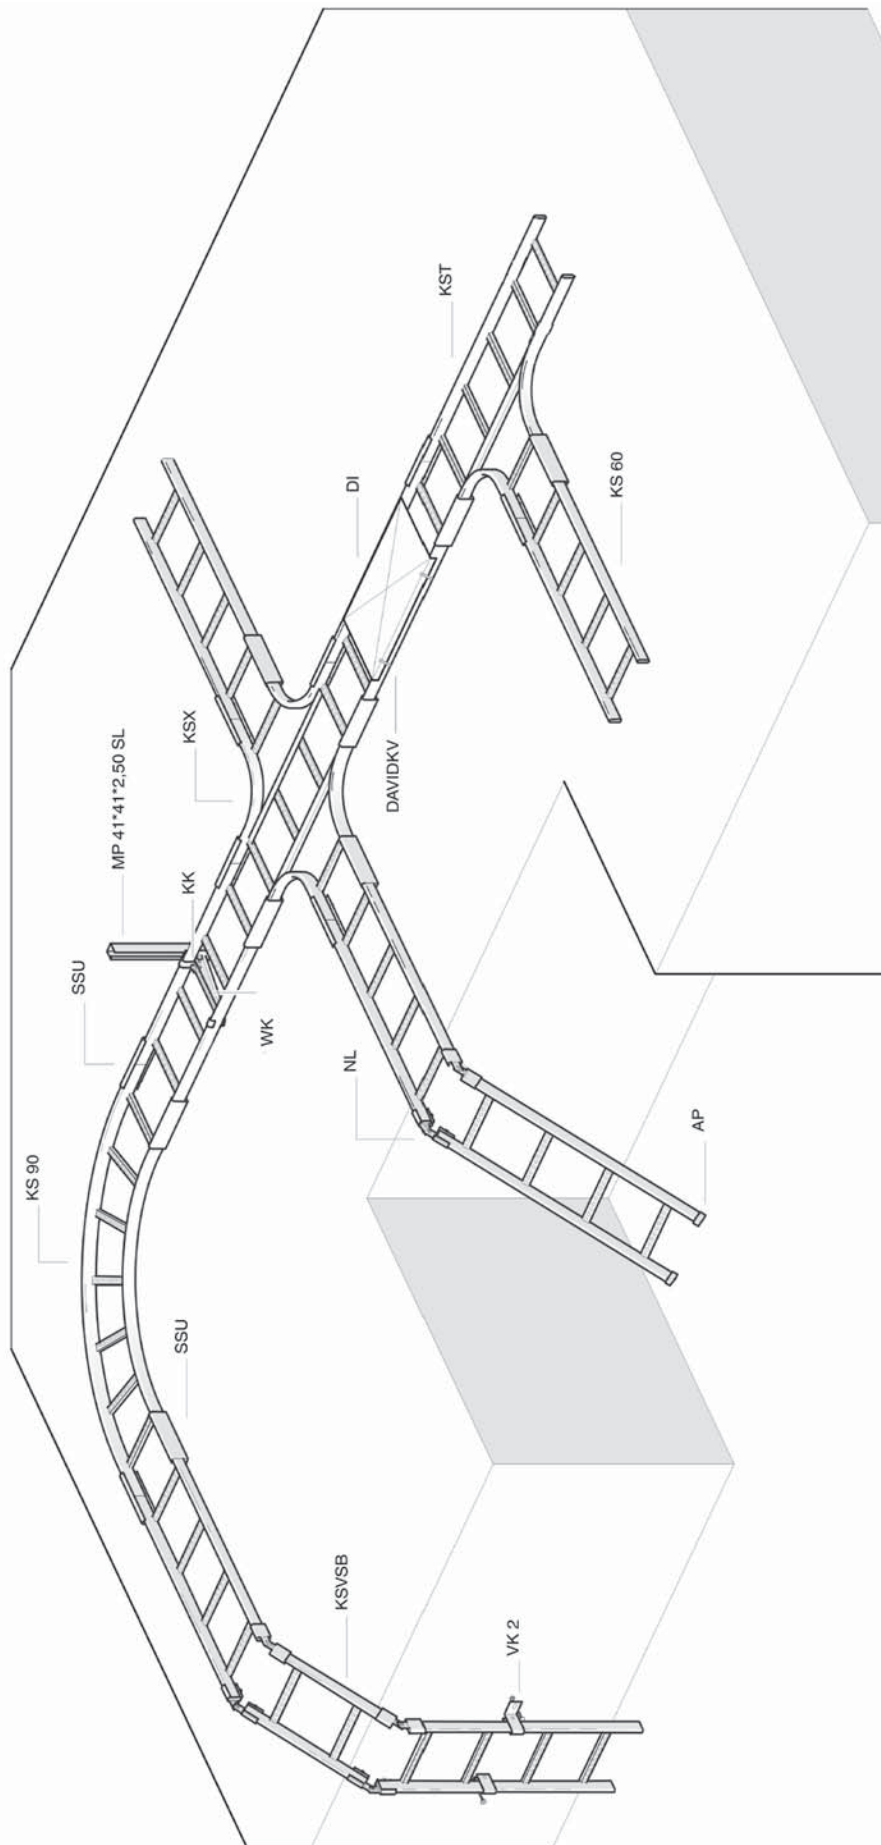 KST
DI
KS 60
KSX
MP 41*41*2,50 SL
DAVIDKV
KK
SSU
WK
NL
KS 90
AP
SSU
KSVSB
VK 2